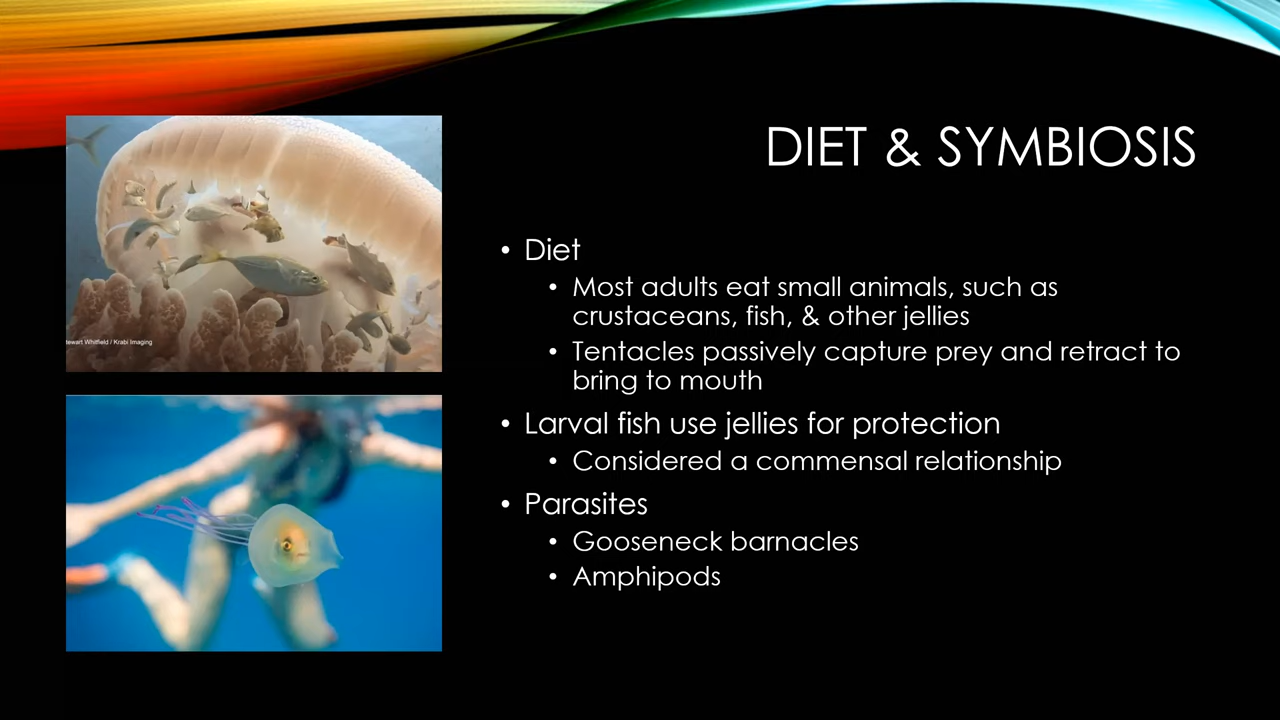 DIET & SYMBIOSIS
• Diet
• Most adults eat small animals, such as
crustaceans, fish, & other jellies
• Tentacles passively capture prey and retract to
bring to mouth
• Larval fish use jellies for protection
• Considered a commensal relationship
• Parasites
• Gooseneck barnacles
• Amphipods
tewart Whitfield / Krabi Imaging